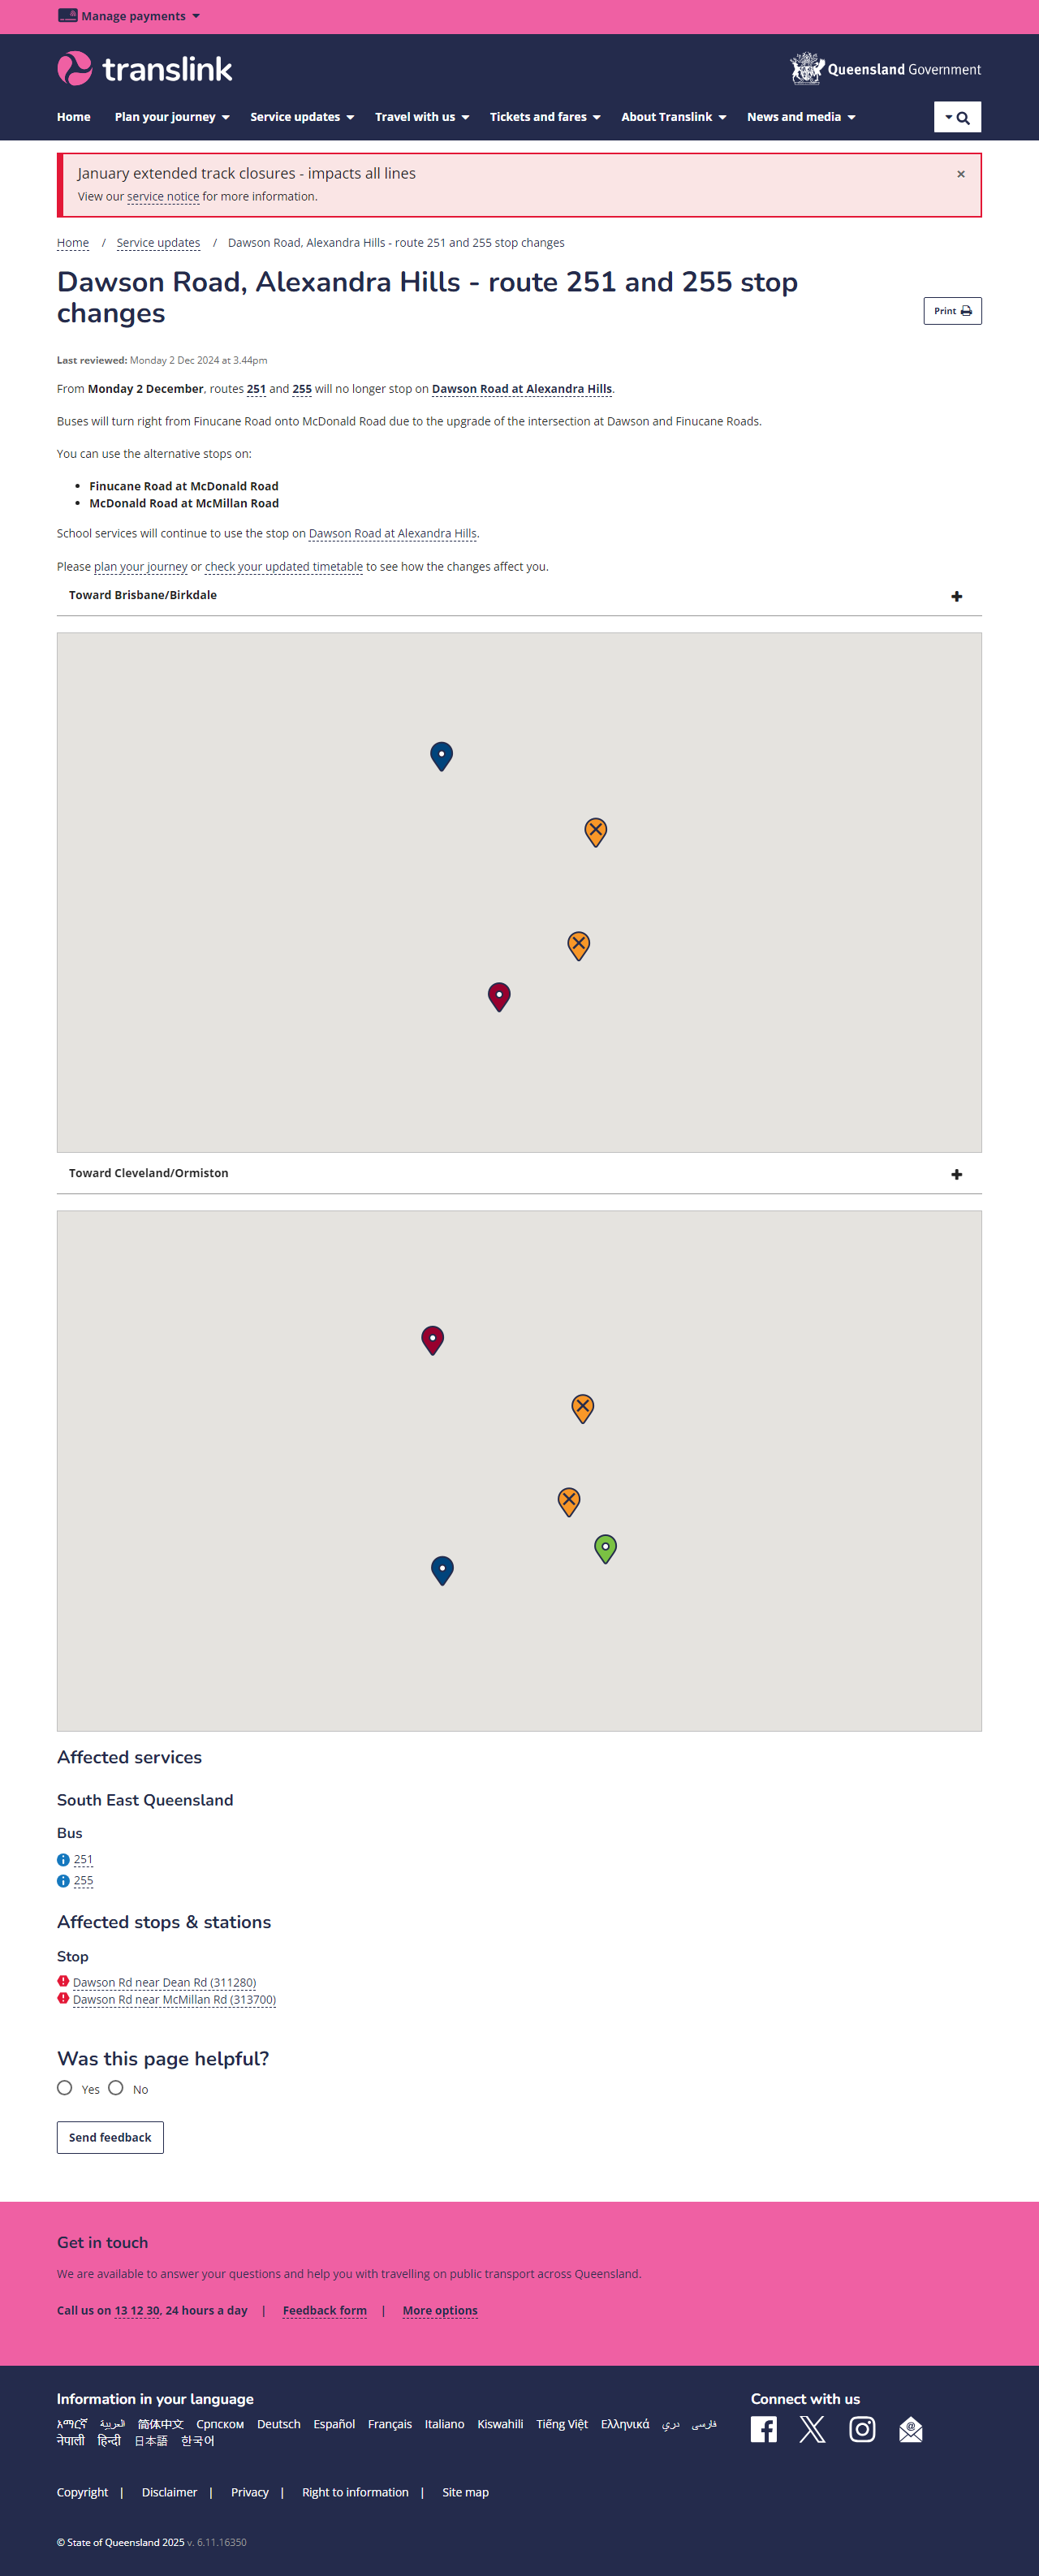 Manage payments
translink
Queensland Government
Home Plan your journey Service updates Travel with us Tickets and fares About Translink News and media
January extended track closures - impacts all lines ×
View our service notice for more information.
Home / Service updates / Dawson Road, Alexandra Hills - route 251 and 255 stop changes
Dawson Road, Alexandra Hills - route 251 and 255 stop
changes
Print
Last reviewed: Monday 2 Dec 2024 at 3.44pm
From Monday 2 December, routes 251 and 255 will no longer stop on Dawson Road at Alexandra Hills.
Buses will turn right from Finucane Road onto McDonald Road due to the upgrade of the intersection at Dawson and Finucane Roads.
You can use the alternative stops on:
• Finucane Road at McDonald Road
• McDonald Road at McMillan Road
School services will continue to use the stop on Dawson Road at Alexandra Hills.
Please plan your journey or check your updated timetable to see how the changes affect you.
Toward Brisbane/Birkdale
Toward Cleveland/Ormiston
Affected services
South East Queensland
Bus
251
255
Affected stops & stations
Stop
Dawson Rd near Dean Rd (311280)
Dawson Rd near McMillan Rd (313700)
Was this page helpful?
Yes No
Send feedback
Get in touch
We are available to answer your questions and help you with travelling on public transport across Queensland.
Call us on 13 12 30, 24 hours a day | Feedback form | More options
Information in your language
አማርኛ العربية 简体中文 Српском Deutsch Español Français Italiano Kiswahili Tiếng Việt Ελληνικά دري فارسی
नेपाली हिन्दी 日本語 한국어
Connect with us
Copyright | Disclaimer | Privacy | Right to information | Site map
© State of Queensland 2025 v. 6.11.16350